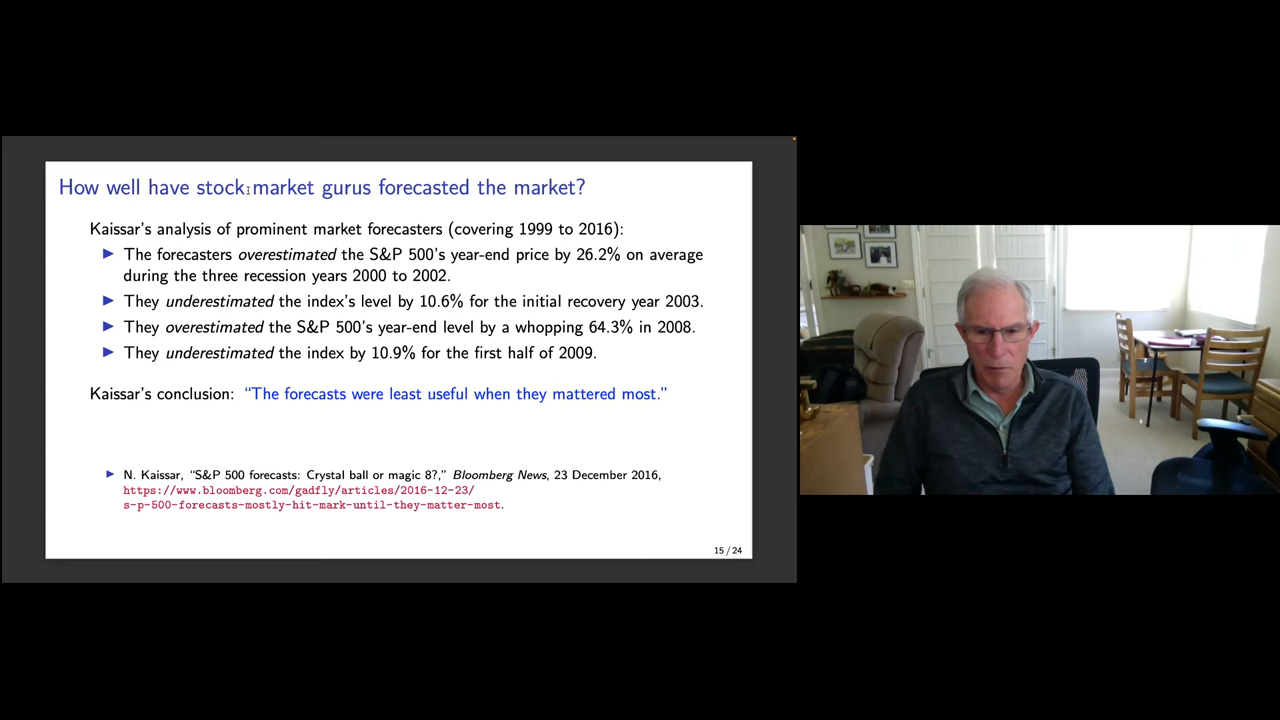 How well have stock market gurus forecasted the market?
Kaissar's analysis of prominent market forecasters (covering 1999 to 2016):
▶ The forecasters overestimated the S&P 500's year-end price by 26.2% on average
during the three recession years 2000 to 2002.
▶ They underestimated the index's level by 10.6% for the initial recovery year 2003.
▶ They overestimated the S&P 500's year-end level by a whopping 64.3% in 2008.
▶ They underestimated the index by 10.9% for the first half of 2009.
Kaissar's conclusion: “The forecasts were least useful when they mattered most.”
▶ N. Kaissar, “S&P 500 forecasts: Crystal ball or magic 8?,” Bloomberg News, 23 December 2016,
https://www.bloomberg.com/gadfly/articles/2016-12-23/
s-p-500-forecasts-mostly-hit-mark-until-they-matter-most.
15 / 24